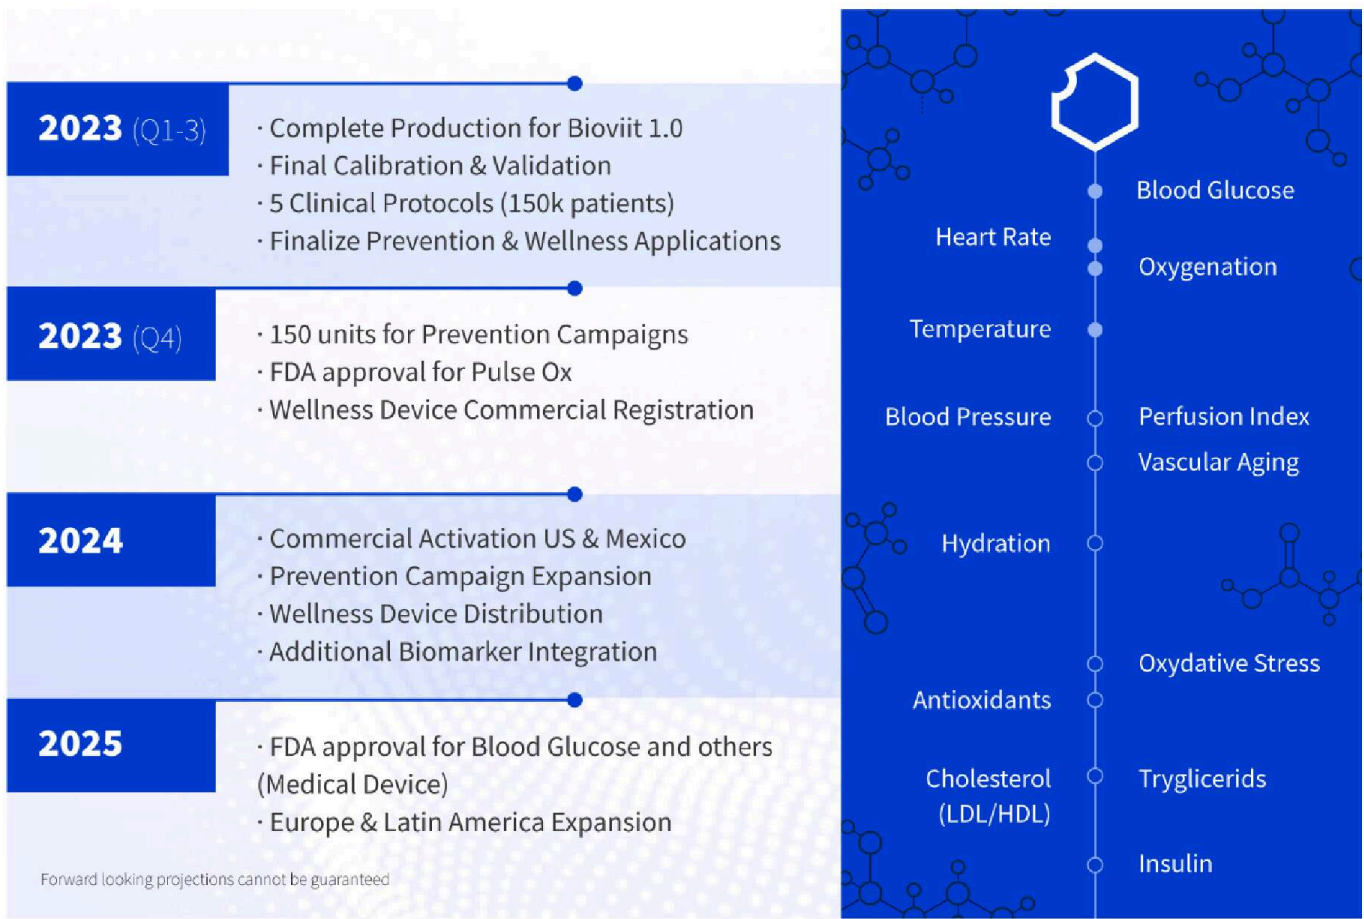 2023 (Q1-3)
· Complete Production for Bioviit 1.0
· Final Calibration & Validation
· 5 Clinical Protocols (150k patients)
· Finalize Prevention & Wellness Applications
2023 (Q4)
· 150 units for Prevention Campaigns
· FDA approval for Pulse Ox
· Wellness Device Commercial Registration
2024
· Commercial Activation US & Mexico
· Prevention Campaign Expansion
· Wellness Device Distribution
· Additional Biomarker Integration
2025
· FDA approval for Blood Glucose and others
(Medical Device)
· Europe & Latin America Expansion
Forward looking projections cannot be guaranteed
Blood Glucose
Heart Rate
Oxygenation
Temperature
Blood Pressure
Perfusion Index
Vascular Aging
Hydration
Oxydative Stress
Antioxidants
Cholesterol
(LDL/HDL)
Tryglicerids
Insulin